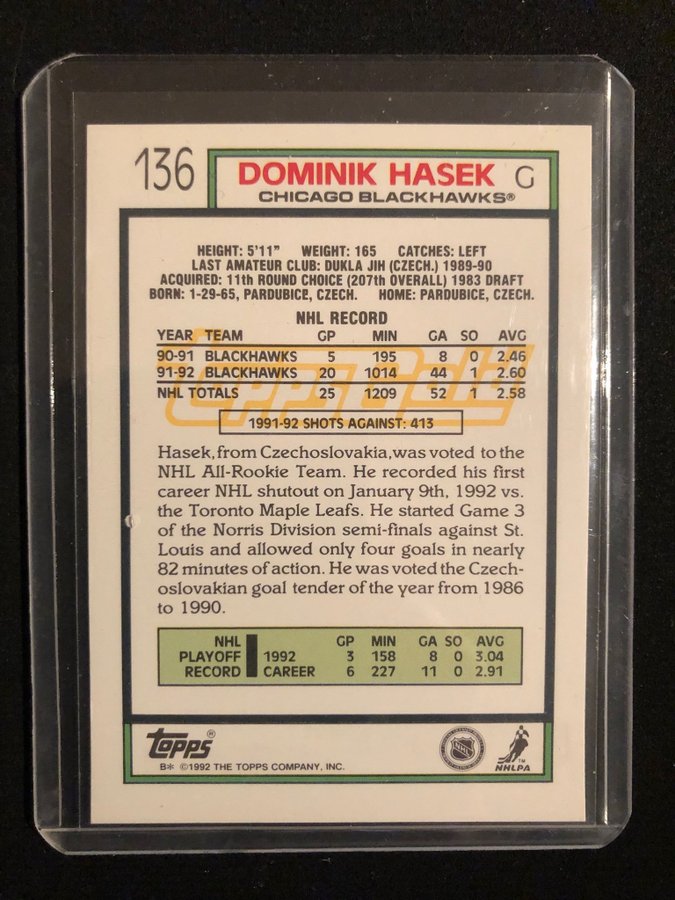 136
DOMINIK HASEK G
CHICAGO BLACKHAWKS®
HEIGHT: 5'11" WEIGHT: 165 CATCHES: LEFT
LAST AMATEUR CLUB: DUKLA JIH (CZECH.) 1989-90
ACQUIRED: 11th ROUND CHOICE (207th OVERALL) 1983 DRAFT
BORN: 1-29-65, PARDUBICE, CZECH. HOME: PARDUBICE, CZECH.
NHL RECORD
YEAR TEAM GP MIN GA SO AVG
90-91 BLACKHAWKS 5 195 8 0 2.46
91-92 BLACKHAWKS 20 1014 44 1 2.60
NHL TOTALS 25 1209 52 1 2.58
1991-92 SHOTS AGAINST: 413
Hasek, from Czechoslovakia, was voted to the
NHL All-Rookie Team. He recorded his first
career NHL shutout on January 9th, 1992 vs.
the Toronto Maple Leafs. He started Game 3
of the Norris Division semi-finals against St.
Louis and allowed only four goals in nearly
82 minutes of action. He was voted the Czech-
oslovakian goal tender of the year from 1986
to 1990.
NHL GP MIN GA SO AVG
PLAYOFF 1992 3 158 8 0 3.04
RECORD CAREER 6 227 11 0 2.91
TOPPS®
B* ©1992 THE TOPPS COMPANY, INC.
NHL
NHLPA™